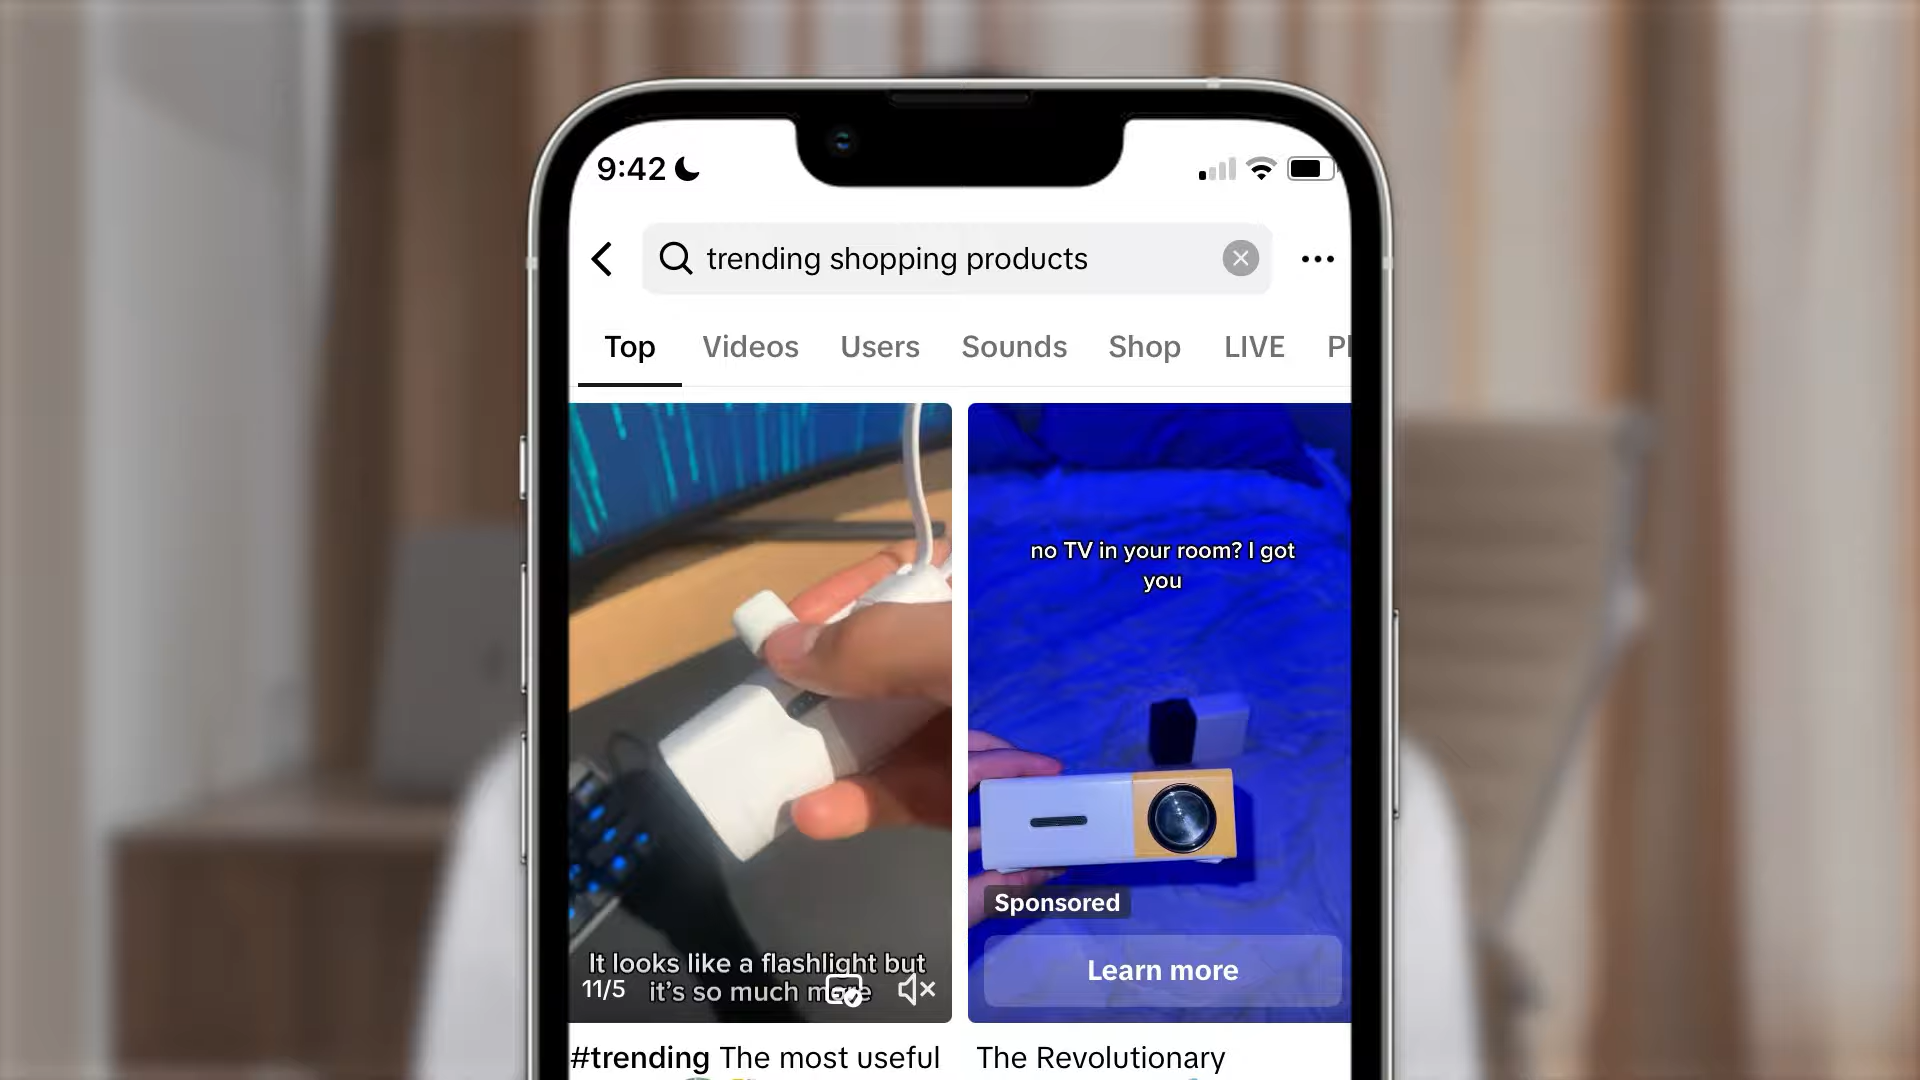 9:42
trending shopping products
Top Videos Users Sounds Shop LIVE
no TV in your room? I got
you
Sponsored
Learn more
It looks like a flashlight but
11/5
it's so much more
#trending The most useful
The Revolutionary